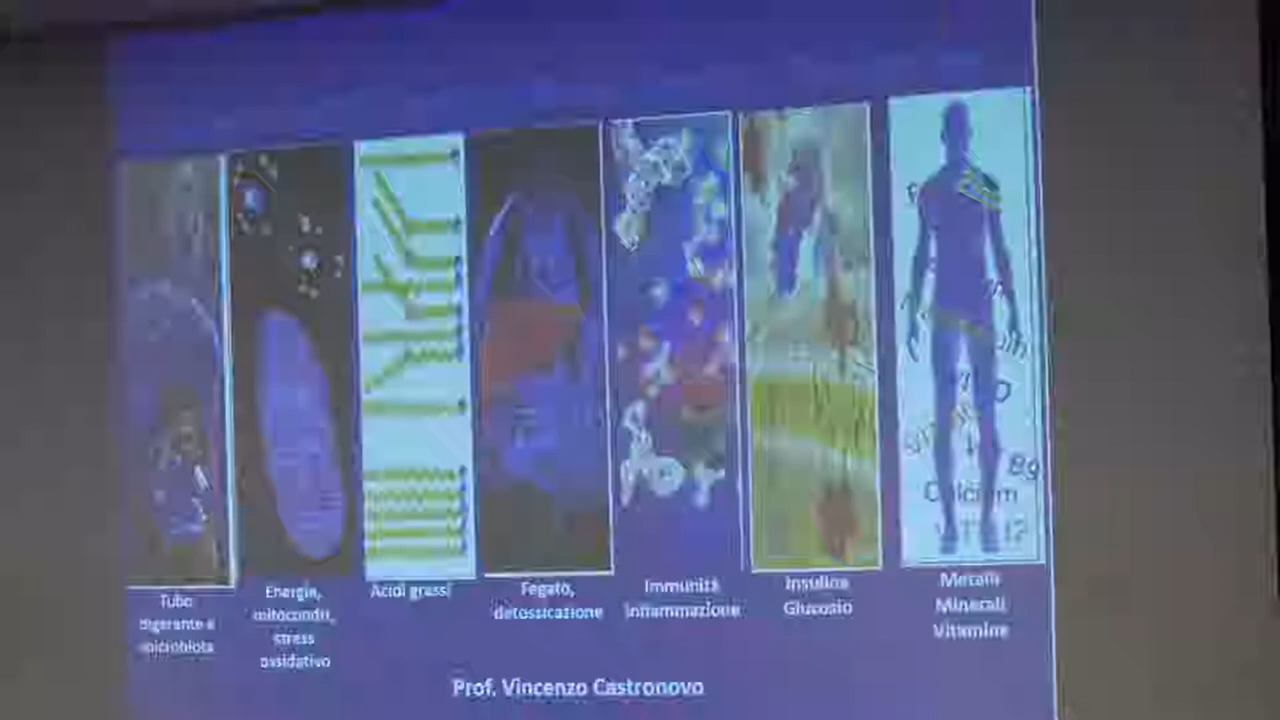 Tubo
digerente e
microbiota
Energia,
mitocondri,
stress
ossidativo
Acidi grassi
Fegato,
detossicazione
Immunità
Infiammazione
Insulina
Glucosio
Metalli
Minerali
Vitamine
Calcium
Prof. Vincenzo Castronovo